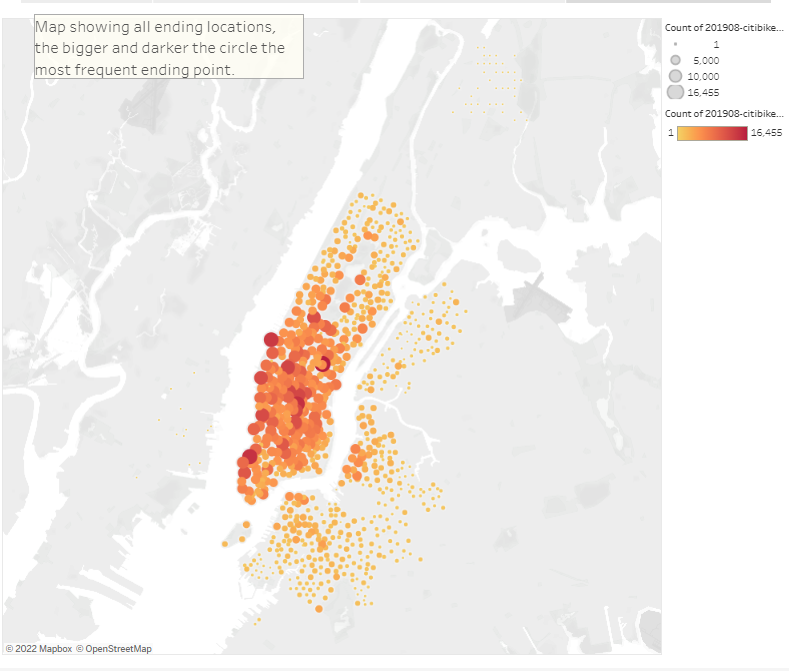 Map showing all ending locations,
the bigger and darker the circle the
most frequent ending point.
Count of 201908-citibike...
1
5,000
10,000
16,455
Count of 201908-citibike...
1 16,455
© 2022 Mapbox © OpenStreetMap